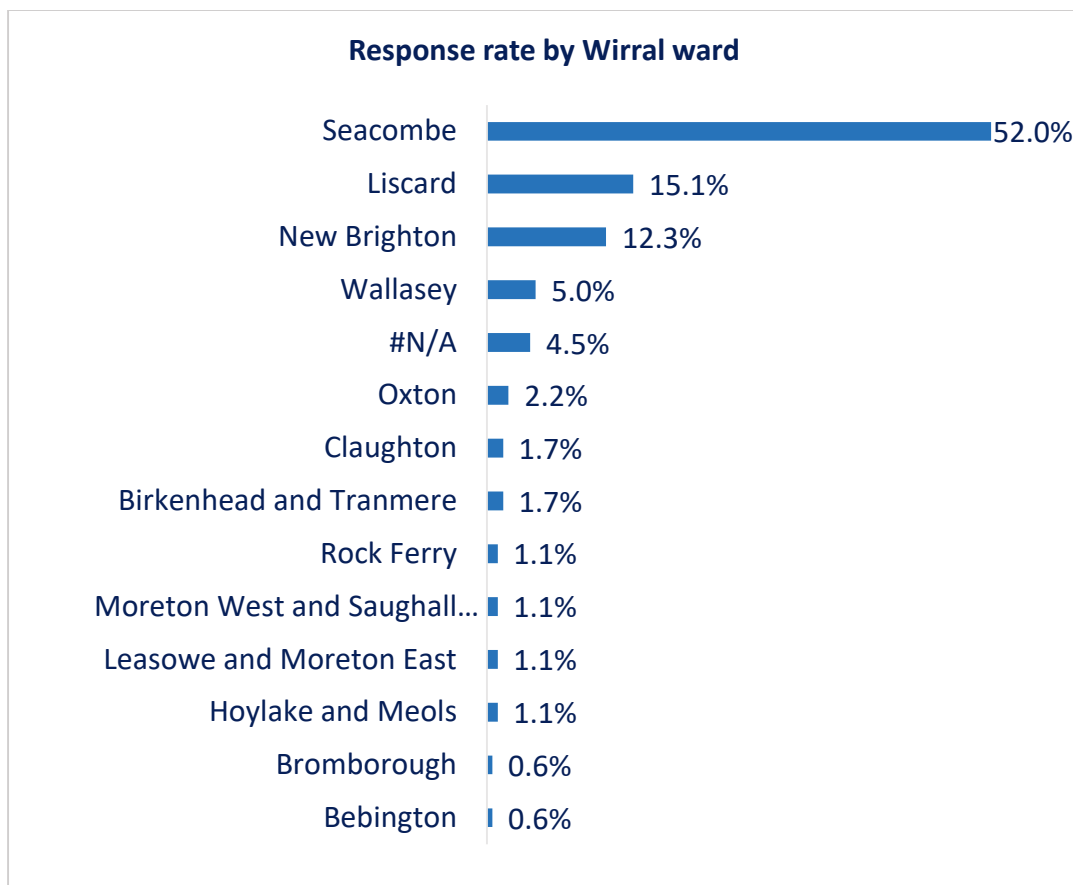 Response rate by Wirral ward
Seacombe 52.0%
Liscard 15.1%
New Brighton 12.3%
Wallasey 5.0%
#N/A 4.5%
Oxton 2.2%
Claughton 1.7%
Birkenhead and Tranmere 1.7%
Rock Ferry 1.1%
Moreton West and Saughall... 1.1%
Leasowe and Moreton East 1.1%
Hoylake and Meols 1.1%
Bromborough 0.6%
Bebington 0.6%